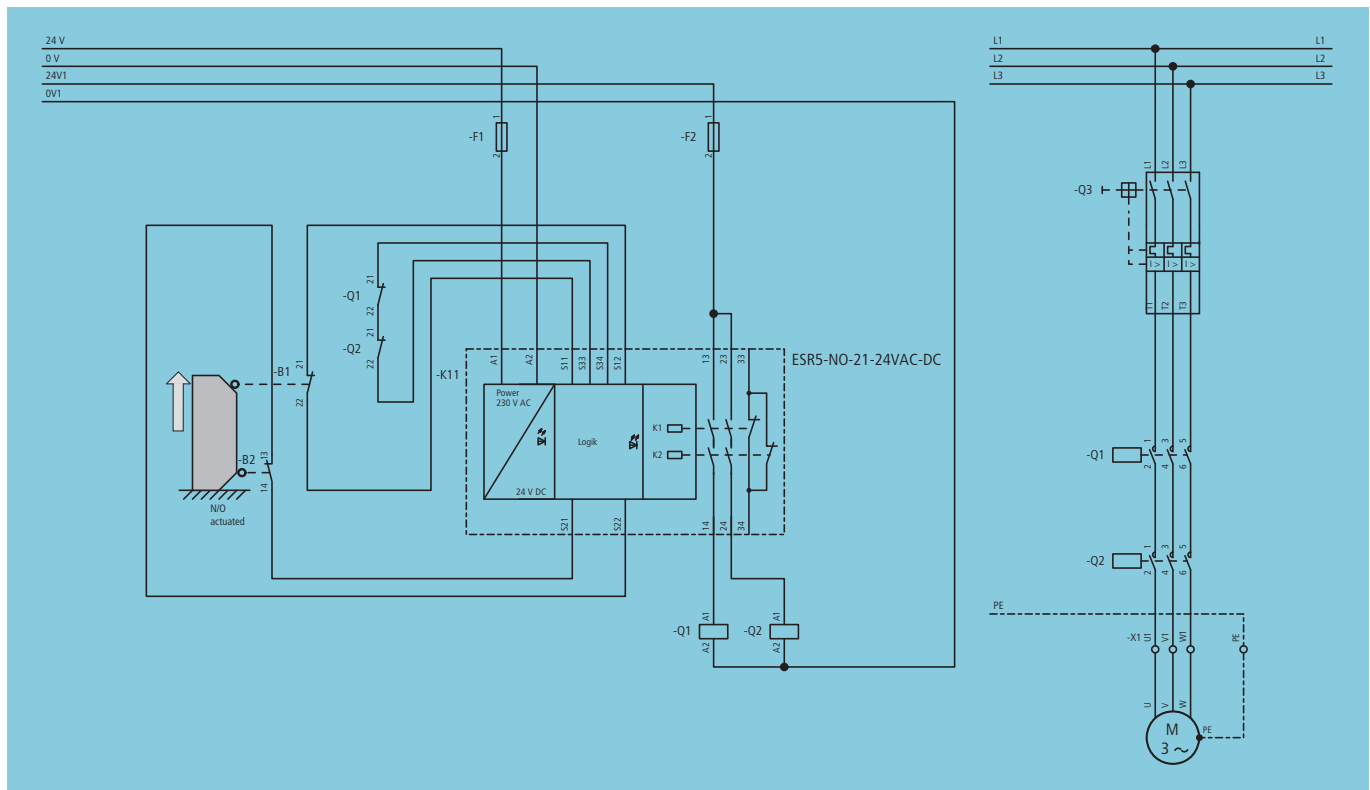 24 V
0 V
24V1
0V1
L1 L1
L2 L2
L3 L3
1
-F1
2
1
-F2
2
L1 L2 L3
-Q3
I > I > I >
T1 T2 T3
21
-Q1
22
21
-Q2
22
21
-B1
22
13
-B2
14
N/O
actuated
-K11
ESR5-NO-21-24VAC-DC
A1 A2 S11 S33 S34 S12 13 23 33
Power
230 V AC
Logik
24 V DC
K1
K2
S21 S22 14 24 34
A1
-Q1
A2
A1
-Q2
A2
1 3 5
-Q1
2 4 6
1 3 5
-Q2
2 4 6
PE
-X1 U1 V1 W1 PE
U V W
M
3 ~
PE